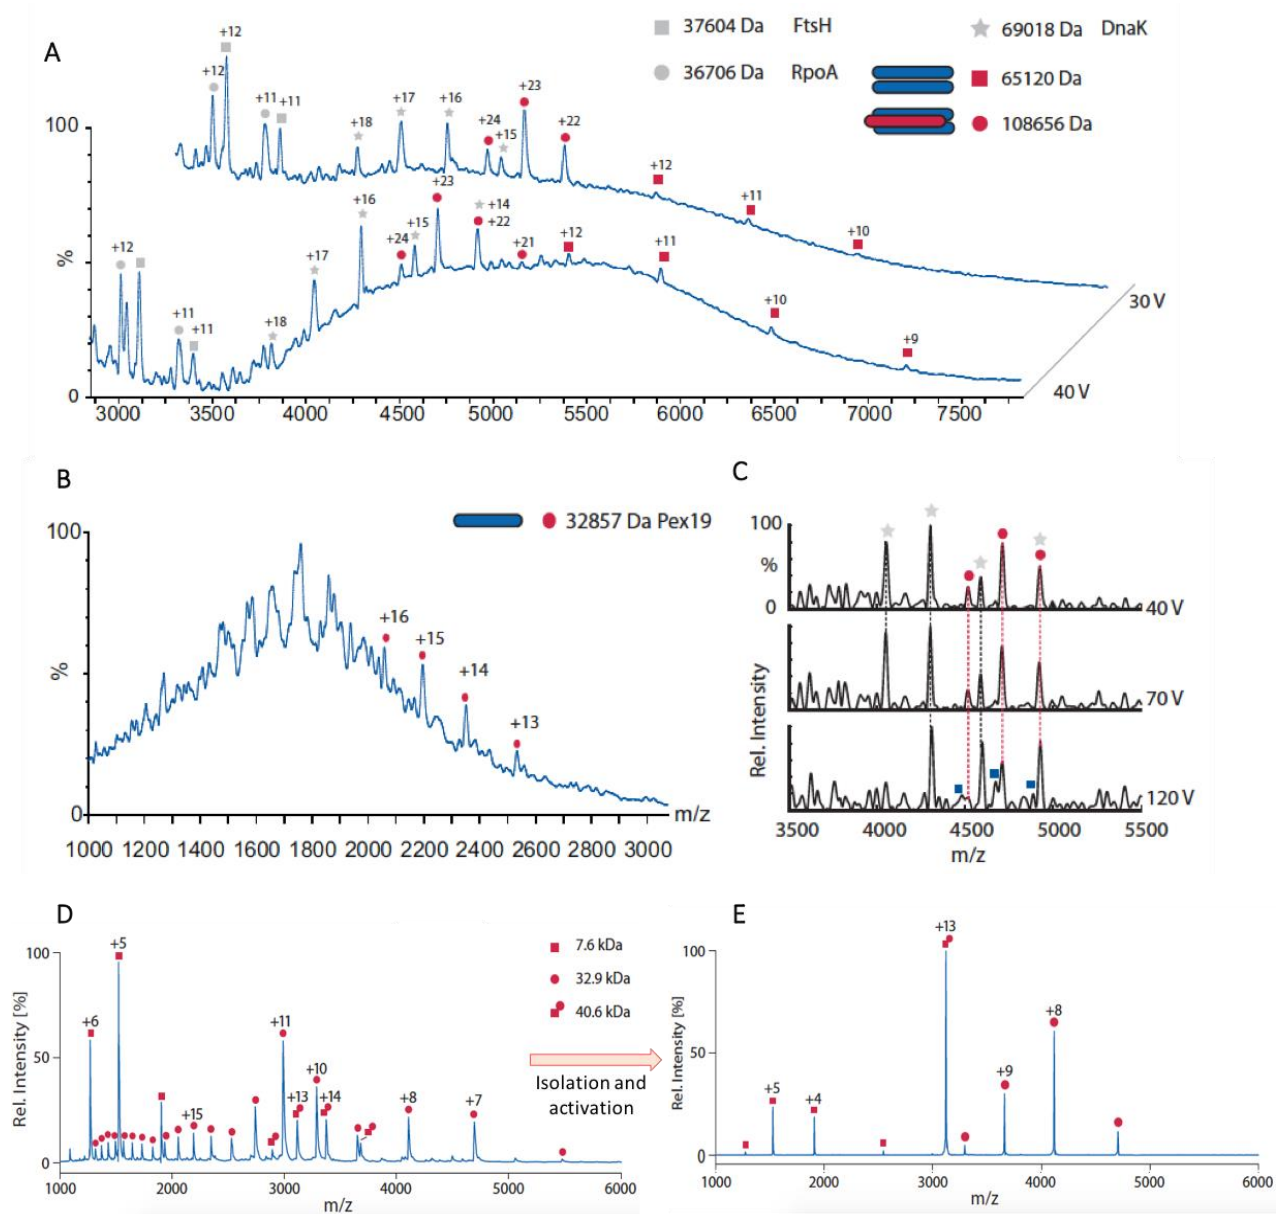 A
37604 Da FtsH
69018 Da DnaK
36706 Da RpoA
65120 Da
108656 Da
+12
+12
+11
+11
+18
+17
+16
+24
+15
+23
+22
+12
+11
+10
30 V
100
%
0
+12
+11
+11
+18
+17
+16
+24
+15
+23
+14
+22
+21
+12
+11
+10
+9
40 V
3000 3500 4000 4500 5000 5500 6000 6500 7000 7500
B
32857 Da Pex19
100
%
0
+16
+15
+14
+13
m/z
1000 1200 1400 1600 1800 2000 2200 2400 2600 2800 3000
C
100
%
0
40 V
70 V
120 V
Rel. Intensity
3500 4000 4500 5000 5500
m/z
D
7.6 kDa
32.9 kDa
40.6 kDa
Rel. Intensity [%]
100
50
0
+6
+5
+15
+11
+13
+10
+14
+8
+7
1000 2000 3000 4000 5000 6000
m/z
Isolation and
activation
E
Rel. Intensity [%]
100
50
0
+5
+4
+13
+9
+8
1000 2000 3000 4000 5000 6000
m/z